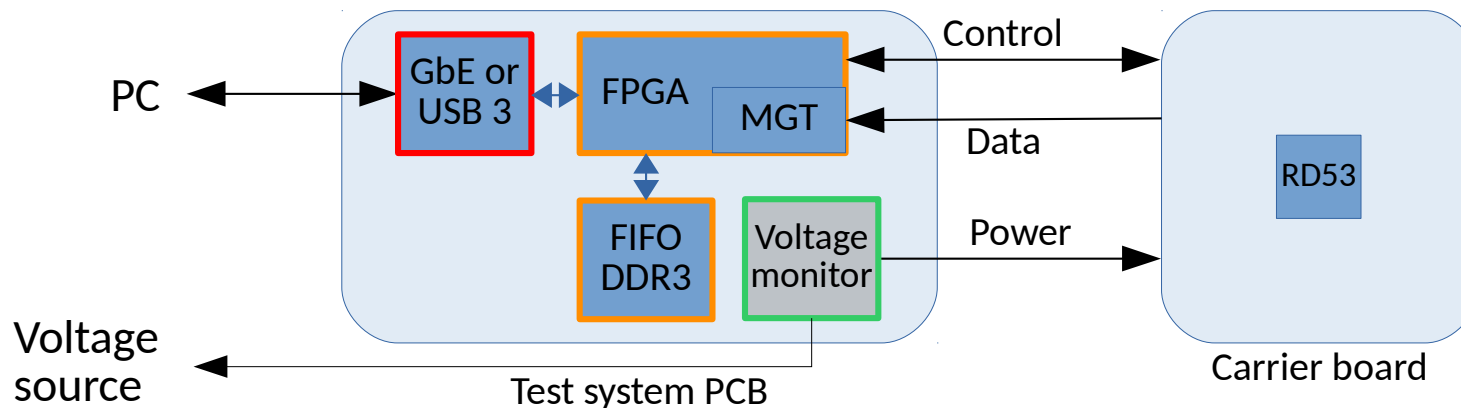 PC
GbE or
USB 3
FPGA
MGT
Control
Data
RD53
FIFO
DDR3
Voltage
monitor
Power
Voltage
source
Test system PCB
Carrier board